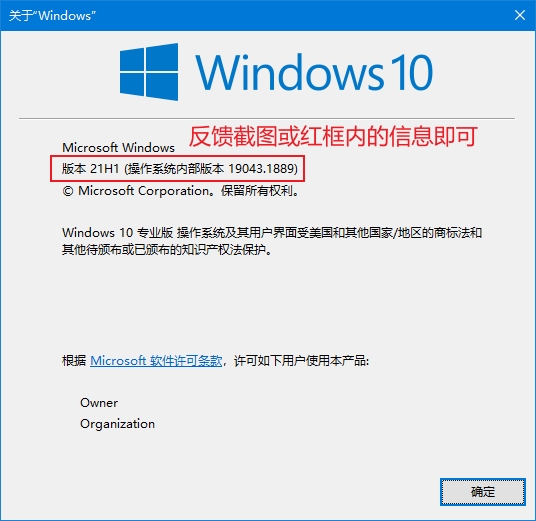 关于“Windows”
Windows 10
Microsoft Windows
反馈截图或红框内的信息即可
版本 21H1 (操作系统内部版本 19043.1889)
© Microsoft Corporation。保留所有权利。
Windows 10 专业版 操作系统及其用户界面受美国和其他国家/地区的商标法和
其他待颁布或已颁布的知识产权法保护。
根据 Microsoft 软件许可条款，许可如下用户使用本产品:
Owner
Organization
确定